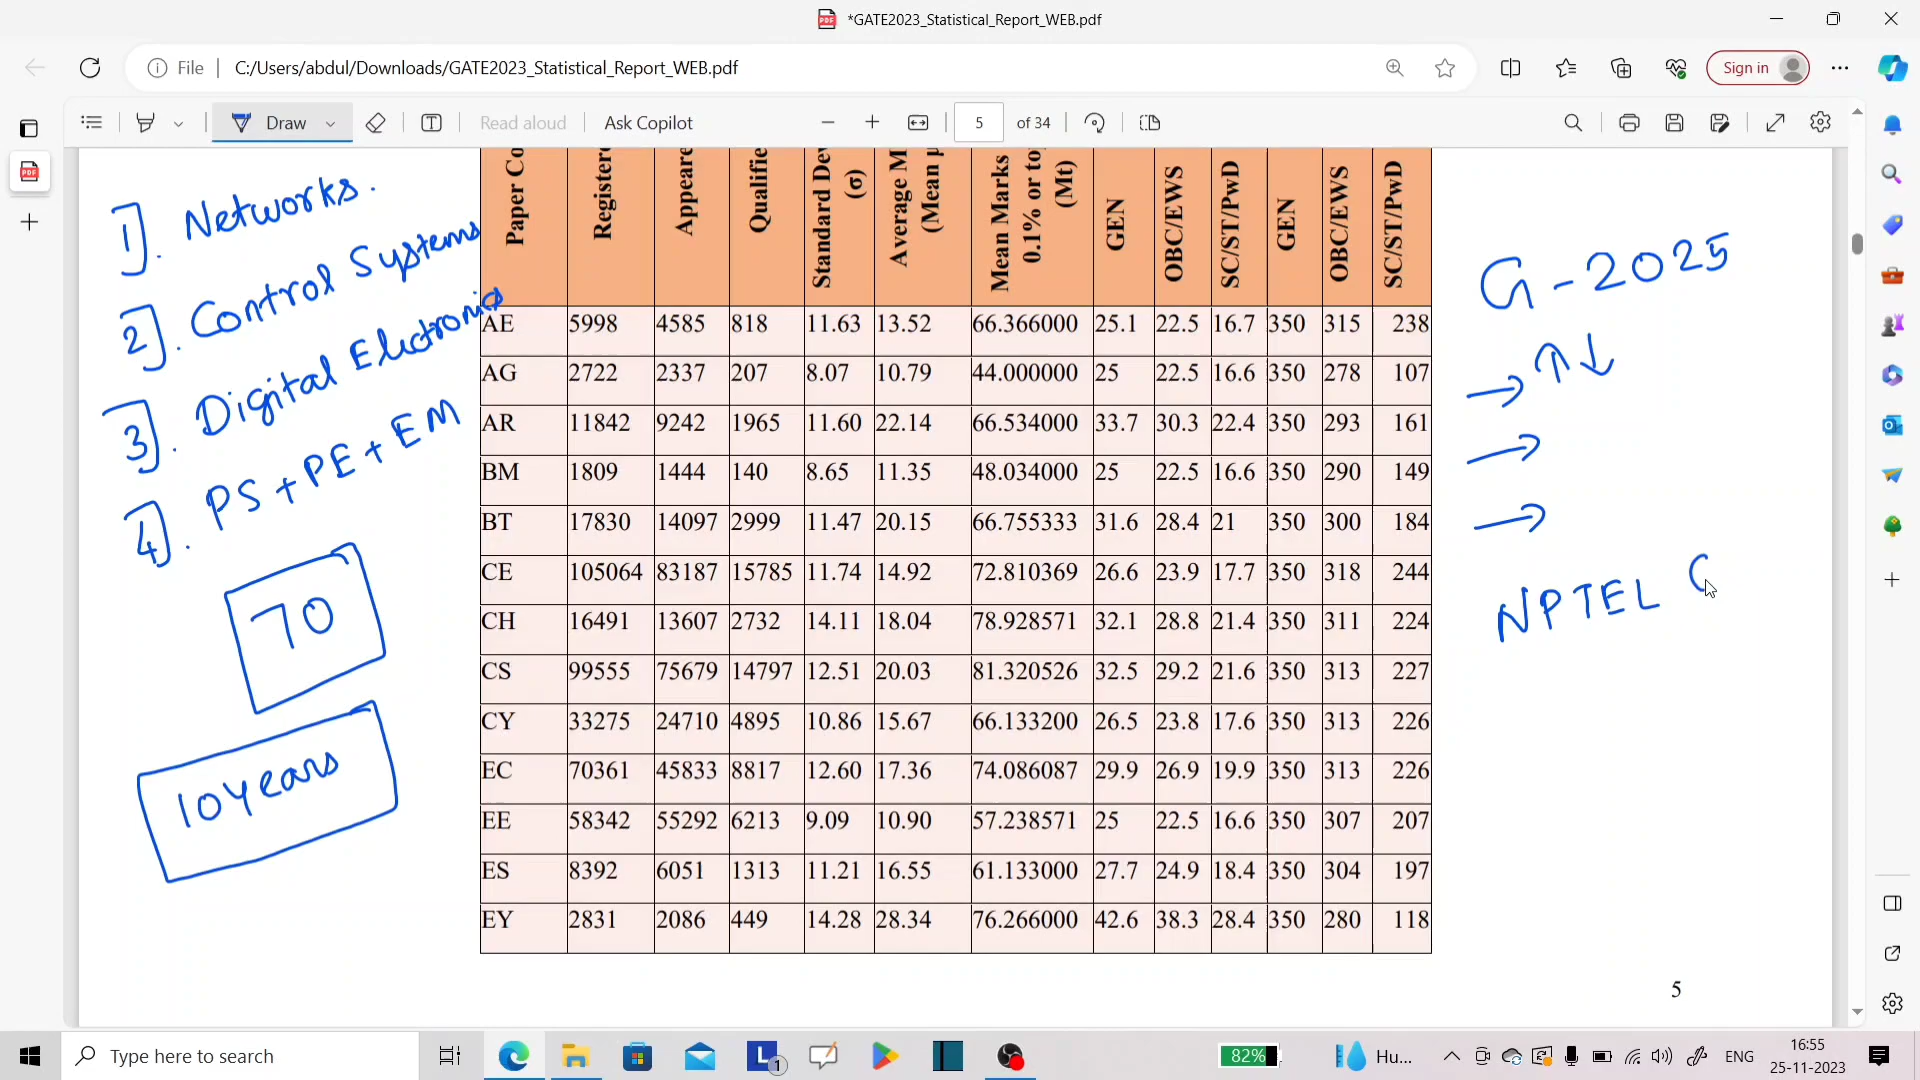 *GATE2023_Statistical_Report_WEB.pdf
File | C:/Users/abdul/Downloads/GATE2023_Statistical_Report_WEB.pdf
Sign in
Draw
Read aloud
Ask Copilot
5 of 34
1]. Networks.
2]. Control Systems
3]. Digital Electronics
4]. PS + PE + EM
70
10 Years
Registere Appeare Qualifie Standard De (σ) Average M (Mean μ Mean Marks 0.1% or to (Mt) GEN OBC/EWS SC/ST/PwD GEN OBC/EWS SC/ST/PwD
AE 5998 4585 818 11.63 13.52 66.366000 25.1 22.5 16.7 350 315 238
AG 2722 2337 207 8.07 10.79 44.000000 25 22.5 16.6 350 278 107
AR 11842 9242 1965 11.60 22.14 66.534000 33.7 30.3 22.4 350 293 161
BM 1809 1444 140 8.65 11.35 48.034000 25 22.5 16.6 350 290 149
BT 17830 14097 2999 11.47 20.15 66.755333 31.6 28.4 21 350 300 184
CE 105064 83187 15785 11.74 14.92 72.810369 26.6 23.9 17.7 350 318 244
CH 16491 13607 2732 14.11 18.04 78.928571 32.1 28.8 21.4 350 311 224
CS 99555 75679 14797 12.51 20.03 81.320526 32.5 29.2 21.6 350 313 227
CY 33275 24710 4895 10.86 15.67 66.133200 26.5 23.8 17.6 350 313 226
EC 70361 45833 8817 12.60 17.36 74.086087 29.9 26.9 19.9 350 313 226
EE 58342 55292 6213 9.09 10.90 57.238571 25 22.5 16.6 350 307 207
ES 8392 6051 1313 11.21 16.55 61.133000 27.7 24.9 18.4 350 304 197
EY 2831 2086 449 14.28 28.34 76.266000 42.6 38.3 28.4 350 280 118
G - 2025
→ ↑↓
→
→
NPTEL
5
Type here to search
82%
Hu...
ENG
16:55
25-11-2023